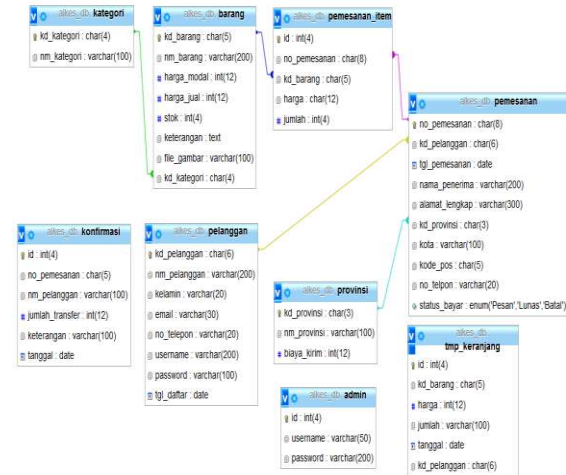 alkes_db kategori
kd_kategori : char(4)
nm_kategori : varchar(100)
alkes_db barang
kd_barang : char(5)
nm_barang : varchar(200)
harga_modal : int(12)
harga_jual : int(12)
stok : int(4)
keterangan : text
file_gambar : varchar(100)
kd_kategori : char(4)
alkes_db pemesanan_item
id : int(4)
no_pemesanan : char(8)
kd_barang : char(5)
harga : char(12)
jumlah : int(4)
alkes_db pemesanan
no_pemesanan : char(8)
kd_pelanggan : char(6)
tgl_pemesanan : date
nama_penerima : varchar(200)
alamat_lengkap : varchar(300)
kd_provinsi : char(3)
kota : varchar(100)
kode_pos : char(5)
no_telpon : varchar(20)
status_bayar : enum('Pesan','Lunas','Batal')
alkes_db konfirmasi
id : int(4)
no_pemesanan : char(5)
nm_pelanggan : varchar(100)
jumlah_transfer : int(12)
keterangan : varchar(100)
tanggal : date
alkes_db pelanggan
kd_pelanggan : char(6)
nm_pelanggan : varchar(200)
kelamin : varchar(20)
email : varchar(30)
no_telepon : varchar(20)
username : varchar(200)
password : varchar(100)
tgl_daftar : date
alkes_db provinsi
kd_provinsi : char(3)
nm_provinsi : varchar(100)
biaya_kirim : int(12)
alkes_db admin
id : int(4)
username : varchar(50)
password : varchar(200)
alkes_db
tmp_keranjang
id : int(4)
kd_barang : char(5)
harga : int(12)
jumlah : varchar(100)
tanggal : date
kd_pelanggan : char(6)